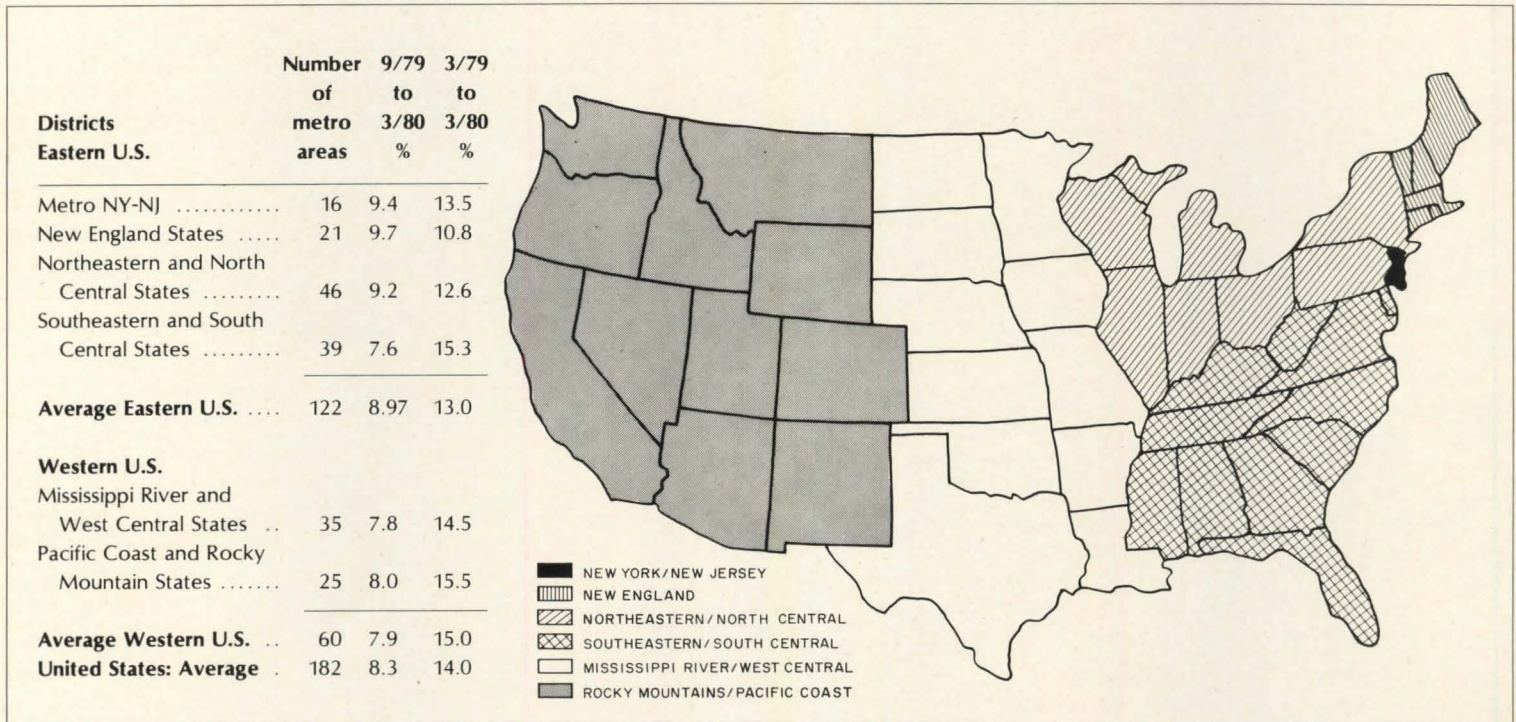 Number 9/79 3/79
of to to
Districts metro 3/80 3/80
Eastern U.S. areas % %
Metro NY-NJ ............ 16 9.4 13.5
New England States ..... 21 9.7 10.8
Northeastern and North
Central States ......... 46 9.2 12.6
Southeastern and South
Central States ......... 39 7.6 15.3
Average Eastern U.S. .... 122 8.97 13.0
Western U.S.
Mississippi River and
West Central States .. 35 7.8 14.5
Pacific Coast and Rocky
Mountain States ....... 25 8.0 15.5
Average Western U.S. .. 60 7.9 15.0
United States: Average . 182 8.3 14.0
NEW YORK/NEW JERSEY
NEW ENGLAND
NORTHEASTERN/NORTH CENTRAL
SOUTHEASTERN/SOUTH CENTRAL
MISSISSIPPI RIVER/WEST CENTRAL
ROCKY MOUNTAINS/PACIFIC COAST